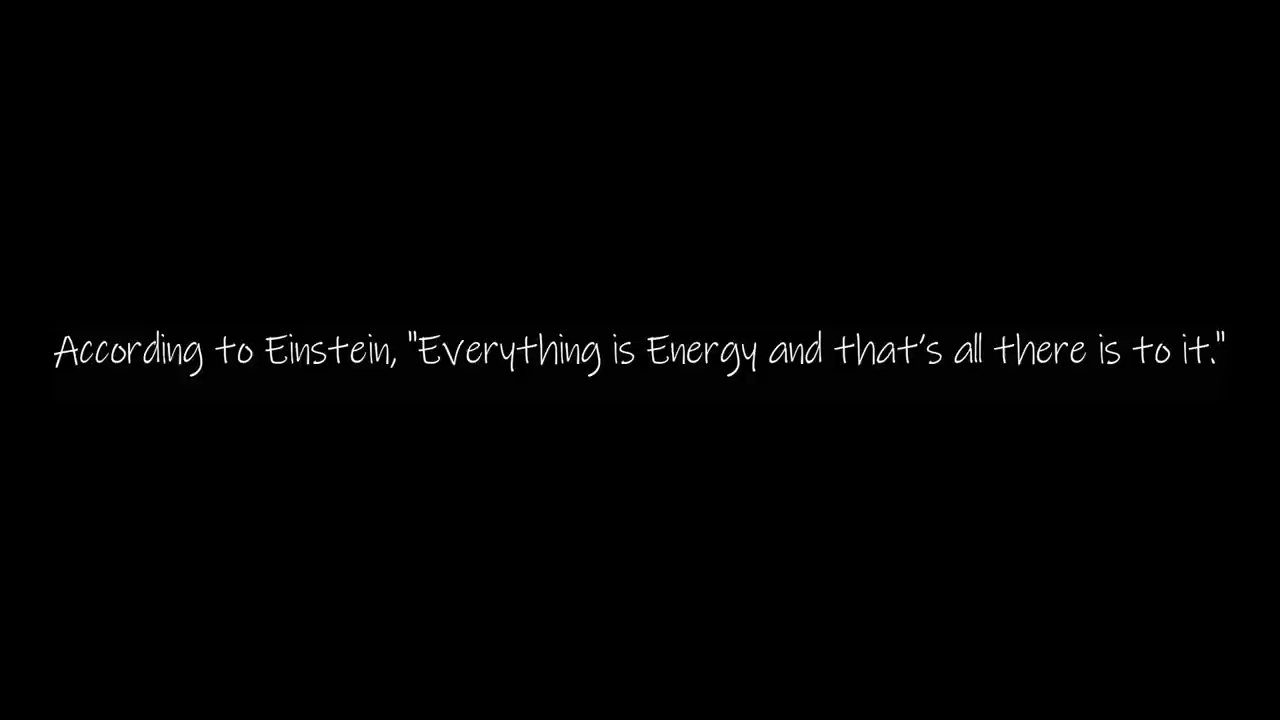 According to Einstein, "Everything is Energy and that's all there is to it."